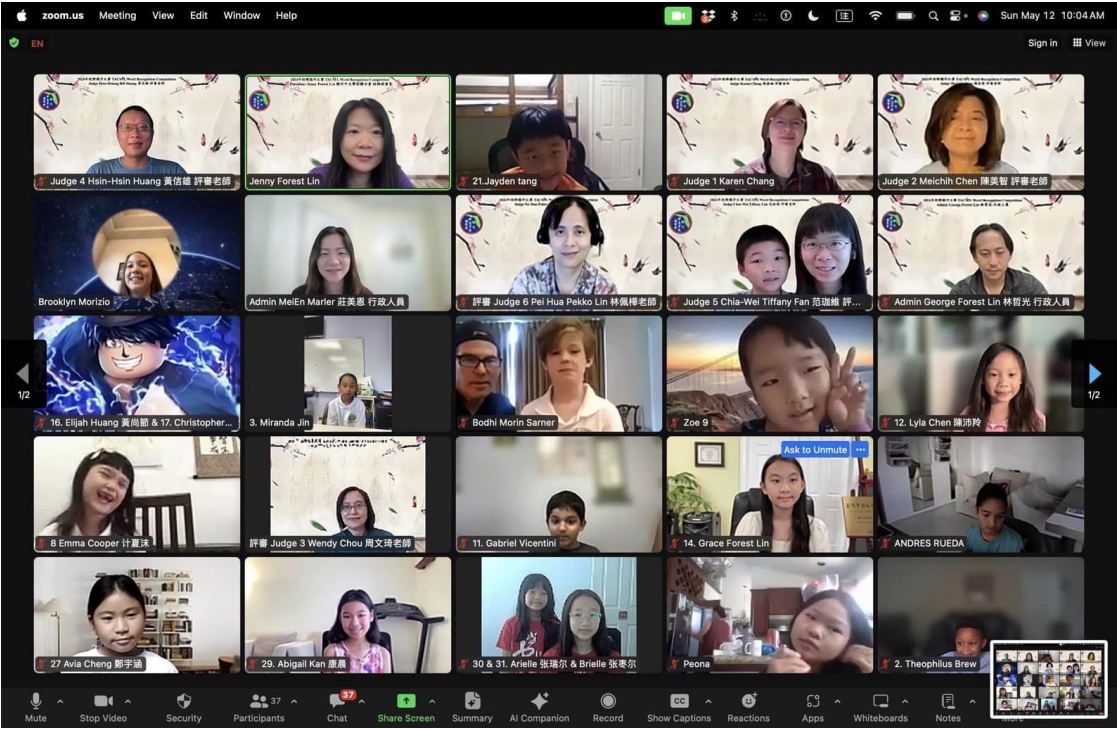 zoom.us Meeting View Edit Window Help
注
Sun May 12 10:04 AM
EN
Sign in View
Judge 4 Hsin-Hsin Huang 黃信雄 評審老師
Jenny Forest Lin
21.Jayden tang
Judge 1 Karen Chang
Judge 2 Meichih Chen 陳美智 評審老師
Brooklyn Morizio
Admin MeiEn Marler 莊美恩 行政人員
評審 Judge 6 Pei Hua Pekko Lin 林佩樺老師
Judge 5 Chia-Wei Tiffany Fan 范珈維 評...
Admin George Forest Lin 林哲光 行政人員
1/2
16. Elijah Huang 黃尚節 & 17. Christopher...
3. Miranda Jin
Bodhi Morin Sarner
Zoe 9
12. Lyla Chen 陳沛羚
1/2
8 Emma Cooper 计夏沫
評審 Judge 3 Wendy Chou 周文琦老師
11. Gabriel Vicentini
Ask to Unmute
14. Grace Forest Lin
ANDRES RUEDA
27 Avia Cheng 鄭宇涵
29. Abigail Kan 康晨
30 & 31. Arielle 张瑞尔 & Brielle 张枣尔
Peona
2. Theophilus Brew
37
37
CC
Mute Stop Video Security Participants Chat Share Screen Summary AI Companion Record Show Captions Reactions Apps Whiteboards Notes More